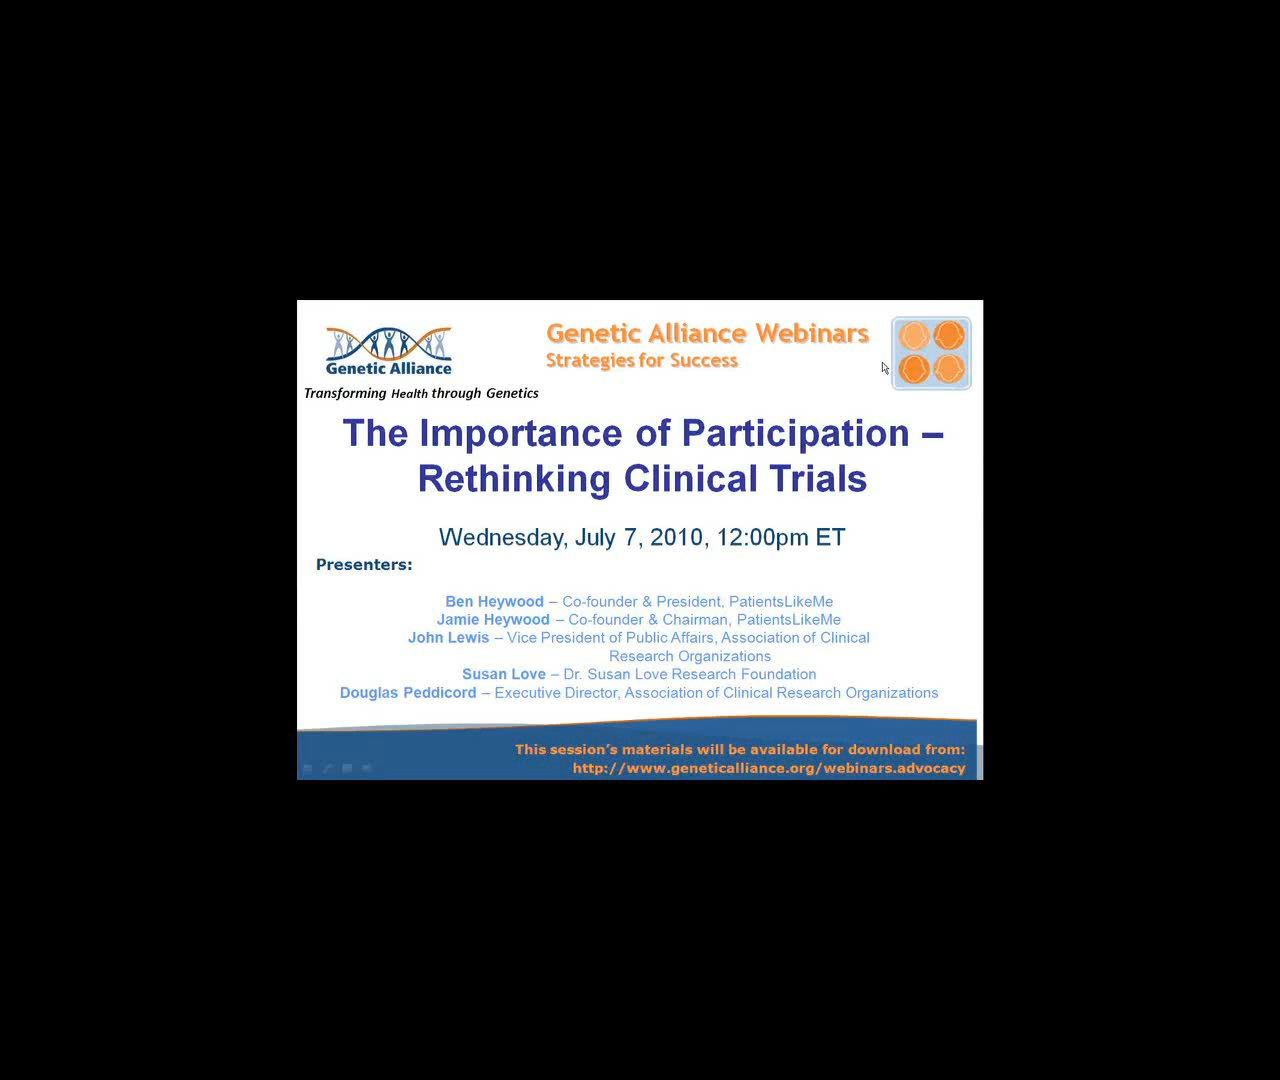 Genetic Alliance
Transforming Health through Genetics
Genetic Alliance Webinars
Strategies for Success
The Importance of Participation –
Rethinking Clinical Trials
Wednesday, July 7, 2010, 12:00pm ET
Presenters:
Ben Heywood – Co-founder & President, PatientsLikeMe
Jamie Heywood – Co-founder & Chairman, PatientsLikeMe
John Lewis – Vice President of Public Affairs, Association of Clinical
Research Organizations
Susan Love – Dr. Susan Love Research Foundation
Douglas Peddicord – Executive Director, Association of Clinical Research Organizations
This session's materials will be available for download from:
http://www.geneticalliance.org/webinars.advocacy